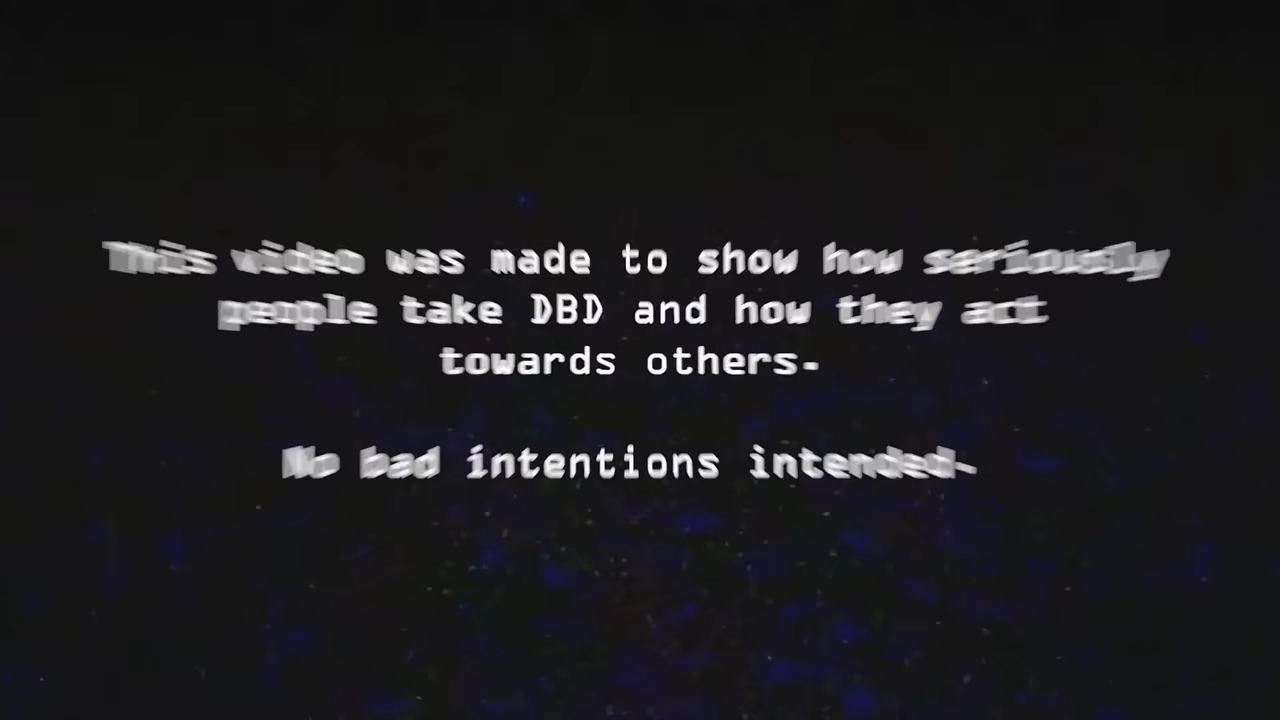 This video was made to show how seriously
people take DBD and how they act
towards others.
No bad intentions intended.